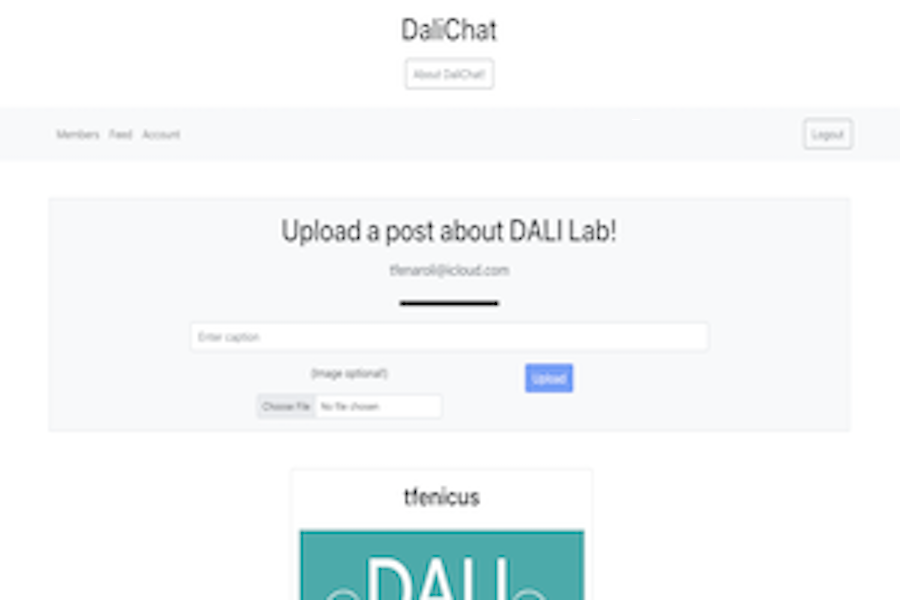 DaliChat
About DaliChat!
Members Feed Account
Logout
Upload a post about DALI Lab!
tfenaroli@icloud.com
Enter caption
(Image optional!)
Upload
Choose File No file chosen
tfenicus
DALI